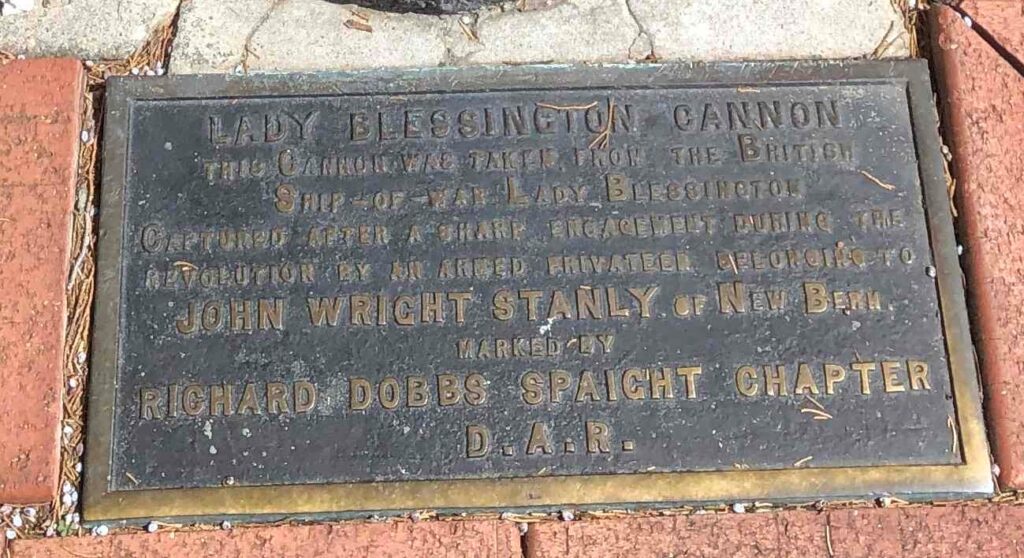 LADY BLESSINGTON CANNON
THIS CANNON WAS TAKEN FROM THE BRITISH
SHIP-OF-WAR LADY BLESSINGTON
CAPTURED AFTER A SHARP ENGAGEMENT DURING THE
REVOLUTION BY AN ARMED PRIVATEER BELONGING TO
JOHN WRIGHT STANLY OF NEW BERN.
MARKED BY
RICHARD DOBBS SPAIGHT CHAPTER
D.A.R.